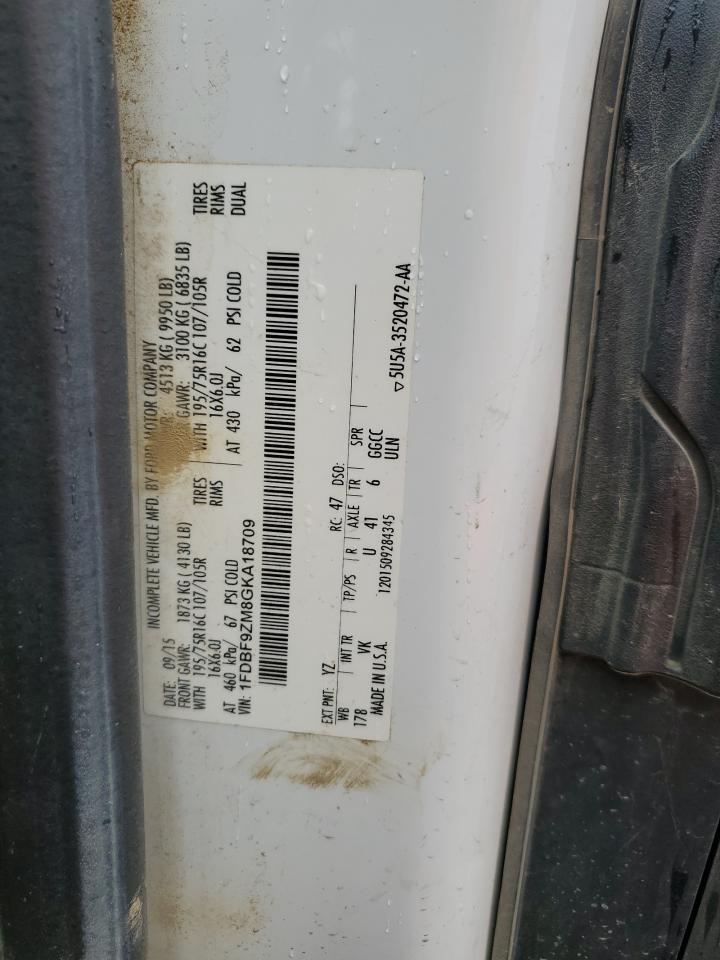 INCOMPLETE VEHICLE MFD. BY FORD MOTOR COMPANY
DATE: 09/15 4513 KG ( 9950 LB)
FRONT GAWR: 1873 KG ( 4130 LB) GAWR: 3100 KG ( 6835 LB)
WITH 195/75R16C 107/105R TIRES WITH 195/75R16C 107/105R TIRES
16X6.0J RIMS 16X6.0J RIMS
AT 460 kPa/ 67 PSI COLD AT 430 kPa/ 62 PSI COLD DUAL
VIN: 1FDBF9ZM8GKA18709
EXT PNT: YZ RC: 47 DSO:
WB INT TR TP/PS R AXLE TR SPR
178 VK U 41 6 GGCC
MADE IN U.S.A. 1201509284345 ULN
▽5U5A-3520472-AA